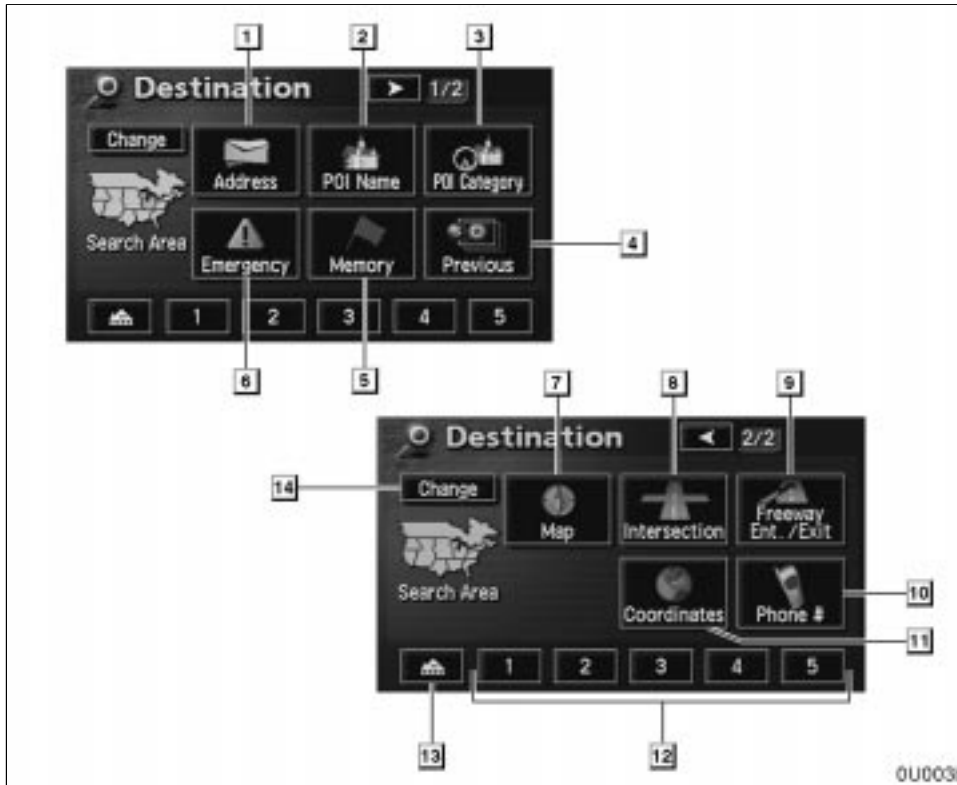 1 2 3
Destination 1/2
Change
Address POI Name POI Category
Search Area
Emergency Memory Previous
4
1 2 3 4 5
6 5 7 8 9
Destination 2/2
14
Change
Map Intersection Freeway
Ent./Exit
Search Area
Coordinates Phone #
10
11
1 2 3 4 5
13 12